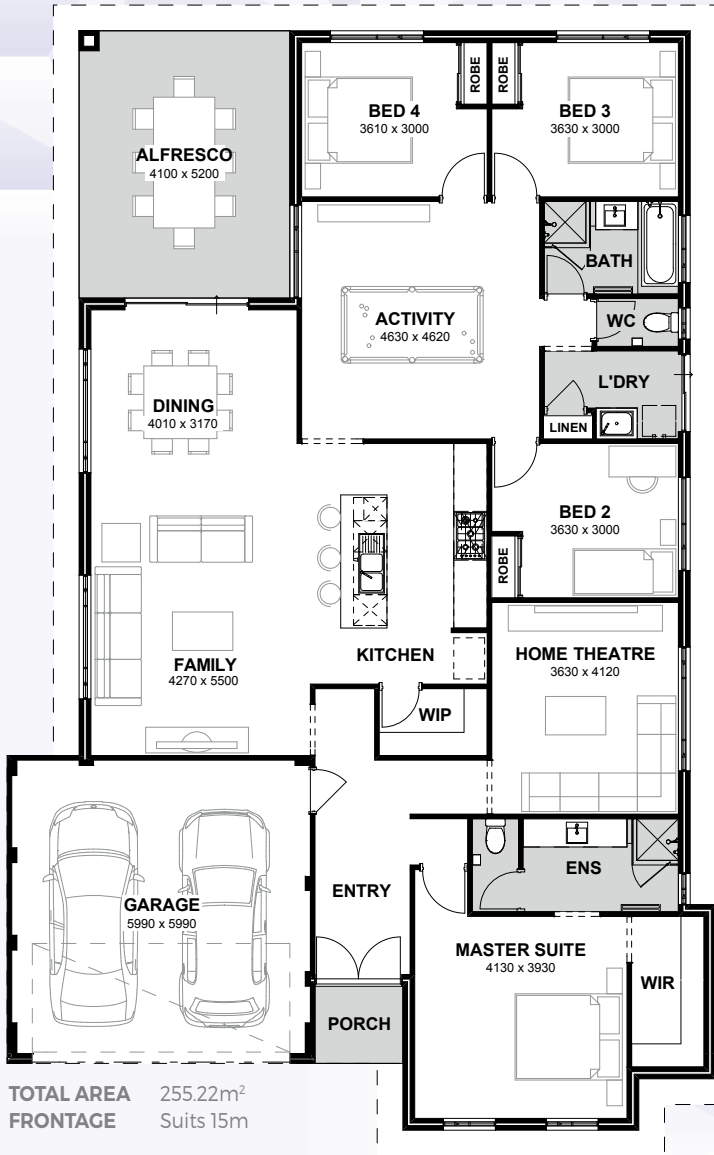 ROBE
ROBE
BED 4
3610 x 3000
BED 3
3630 x 3000
ALFRESCO
4100 x 5200
BATH
ACTIVITY
4630 x 4620
WC
L'DRY
DINING
4010 x 3170
LINEN
BED 2
3630 x 3000
ROBE
KITCHEN
HOME THEATRE
3630 x 4120
FAMILY
4270 x 5500
WIP
ENS
ENTRY
GARAGE
5990 x 5990
MASTER SUITE
4130 x 3930
WIR
PORCH
TOTAL AREA 255.22m²
FRONTAGE Suits 15m